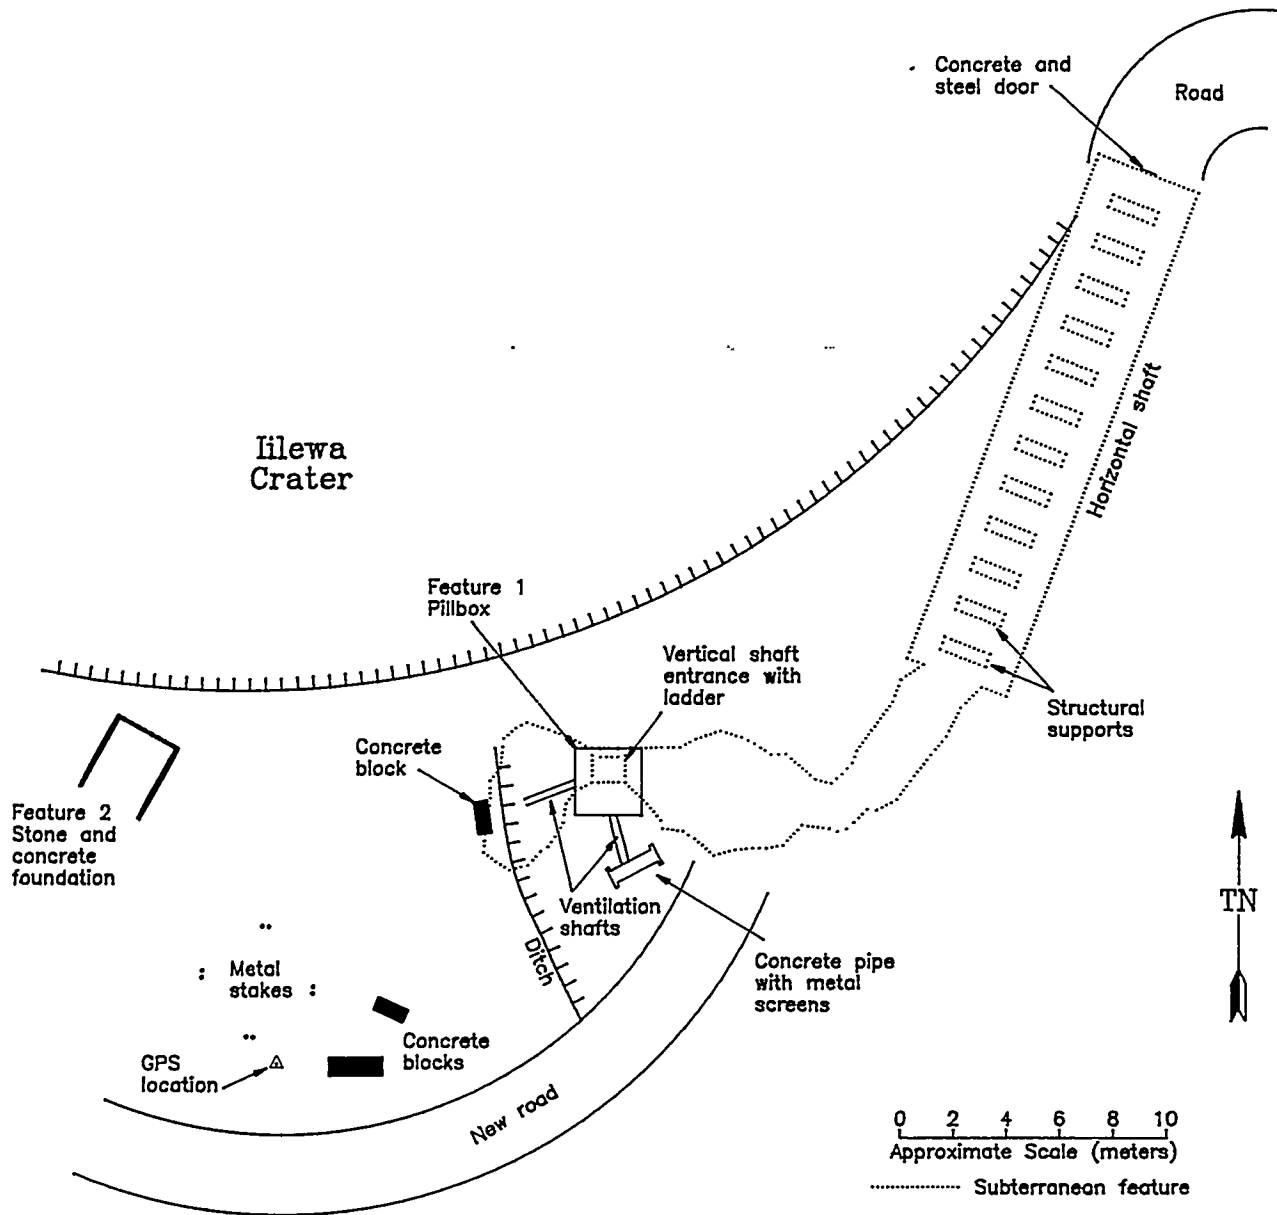 Concrete and
steel door
Road
Horizontal shaft
Iilewa
Crater
Feature 1
Pillbox
Vertical shaft
entrance with
ladder
Structural
supports
Concrete
block
Feature 2
Stone and
concrete
foundation
Ventilation
shafts
Ditch
TN
Metal
stakes
Concrete pipe
with metal
screens
Concrete
blocks
GPS
location
New road
0 2 4 6 8 10
Approximate Scale (meters)
Subterranean feature